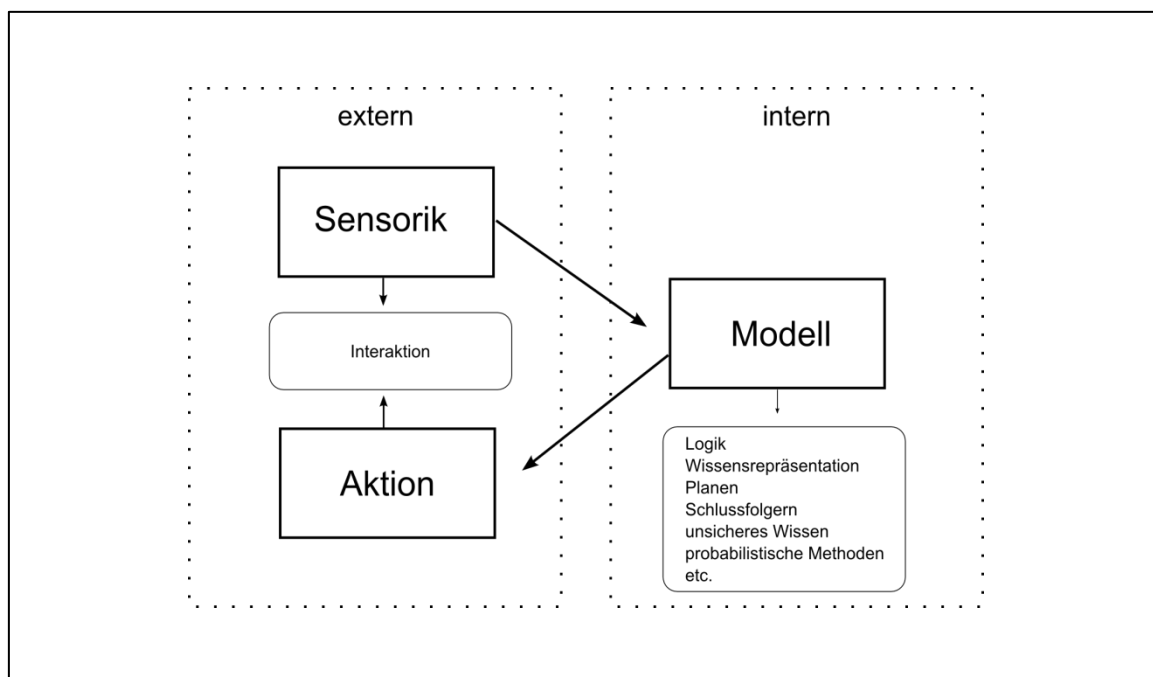 extern
Sensorik
Interaktion
Aktion
intern
Modell
Logik
Wissensrepräsentation
Planen
Schlussfolgern
unsicheres Wissen
probabilistische Methoden
etc.